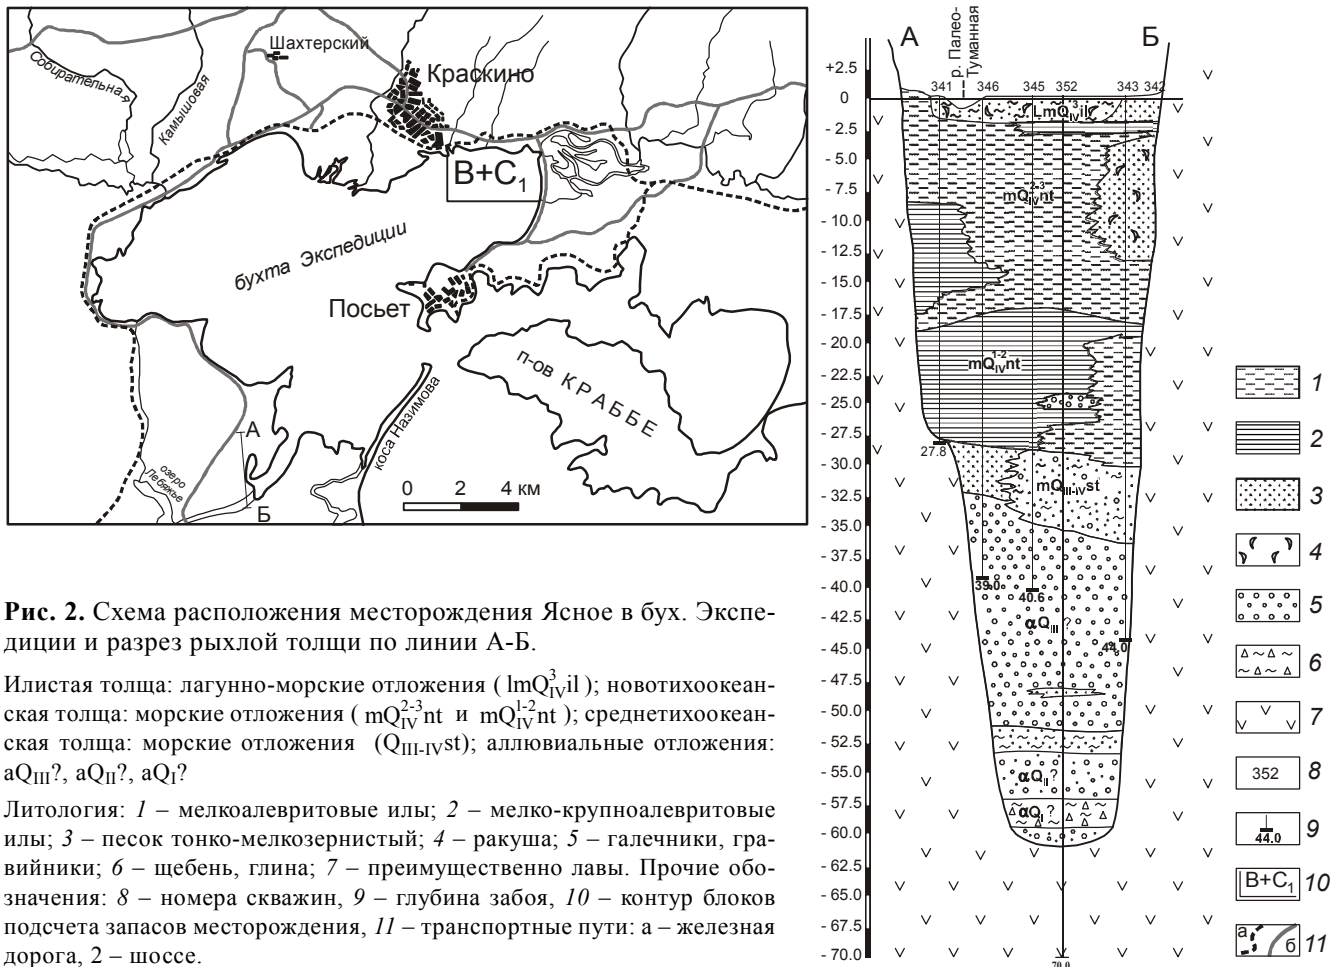 Собирательная
Камышовая
Шахтерский
Краскино
B+C1
бухта Экспедиции
Посьет
п-ов КРАББЕ
коса Назимова
озеро
Лебяжье
А
Б
0 2 4 км
А
Б
р. Палео-
Туманная
341 346 345 352 343 342
+2.5
0
- 2.5
- 5.0
- 7.5
- 10.0
- 12.5
- 15.0
- 17.5
- 20.0
- 22.5
- 25.0
- 27.5
- 30.0
- 32.5
- 35.0
- 37.5
- 40.0
- 42.5
- 45.0
- 47.5
- 50.0
- 52.5
- 55.0
- 57.5
- 60.0
- 62.5
- 65.0
- 67.5
- 70.0
LmQ3IVil
mQ2-3IVnt
mQ1-2IVnt
27.8
mQIII-IVst
39.0
40.6
αQIII ?
44.0
αQII ?
αQI ?
70.0
1
2
3
4
5
6
7
352 8
44.0 9
B+C1 10
а б 11
Рис. 2. Схема расположения месторождения Ясное в бух. Экспе-
диции и разрез рыхлой толщи по линии А-Б.
Илистая толща: лагунно-морские отложения ( lmQ3IVil ); новотихоокеан-
ская толща: морские отложения ( mQ2-3IVnt и mQ1-2IVnt ); среднетихоокеан-
ская толща: морские отложения (QIII-IVst); аллювиальные отложения:
aQIII?, aQII?, aQI?
Литология: 1 – мелкоалевритовые илы; 2 – мелко-крупноалевритовые
илы; 3 – песок тонко-мелкозернистый; 4 – ракуша; 5 – галечники, гра-
вийники; 6 – щебень, глина; 7 – преимущественно лавы. Прочие обо-
значения: 8 – номера скважин, 9 – глубина забоя, 10 – контур блоков
подсчета запасов месторождения, 11 – транспортные пути: а – железная
дорога, 2 – шоссе.